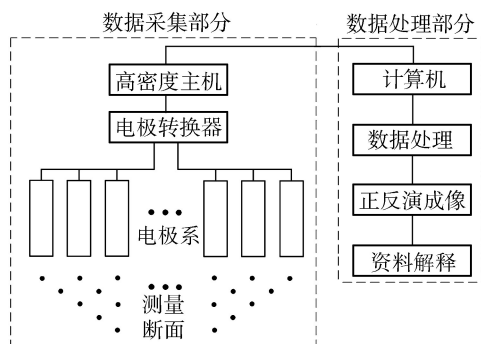 数据采集部分
数据处理部分
高密度主机
电极转换器
电极系
测量
断面
计算机
数据处理
正反演成像
资料解释